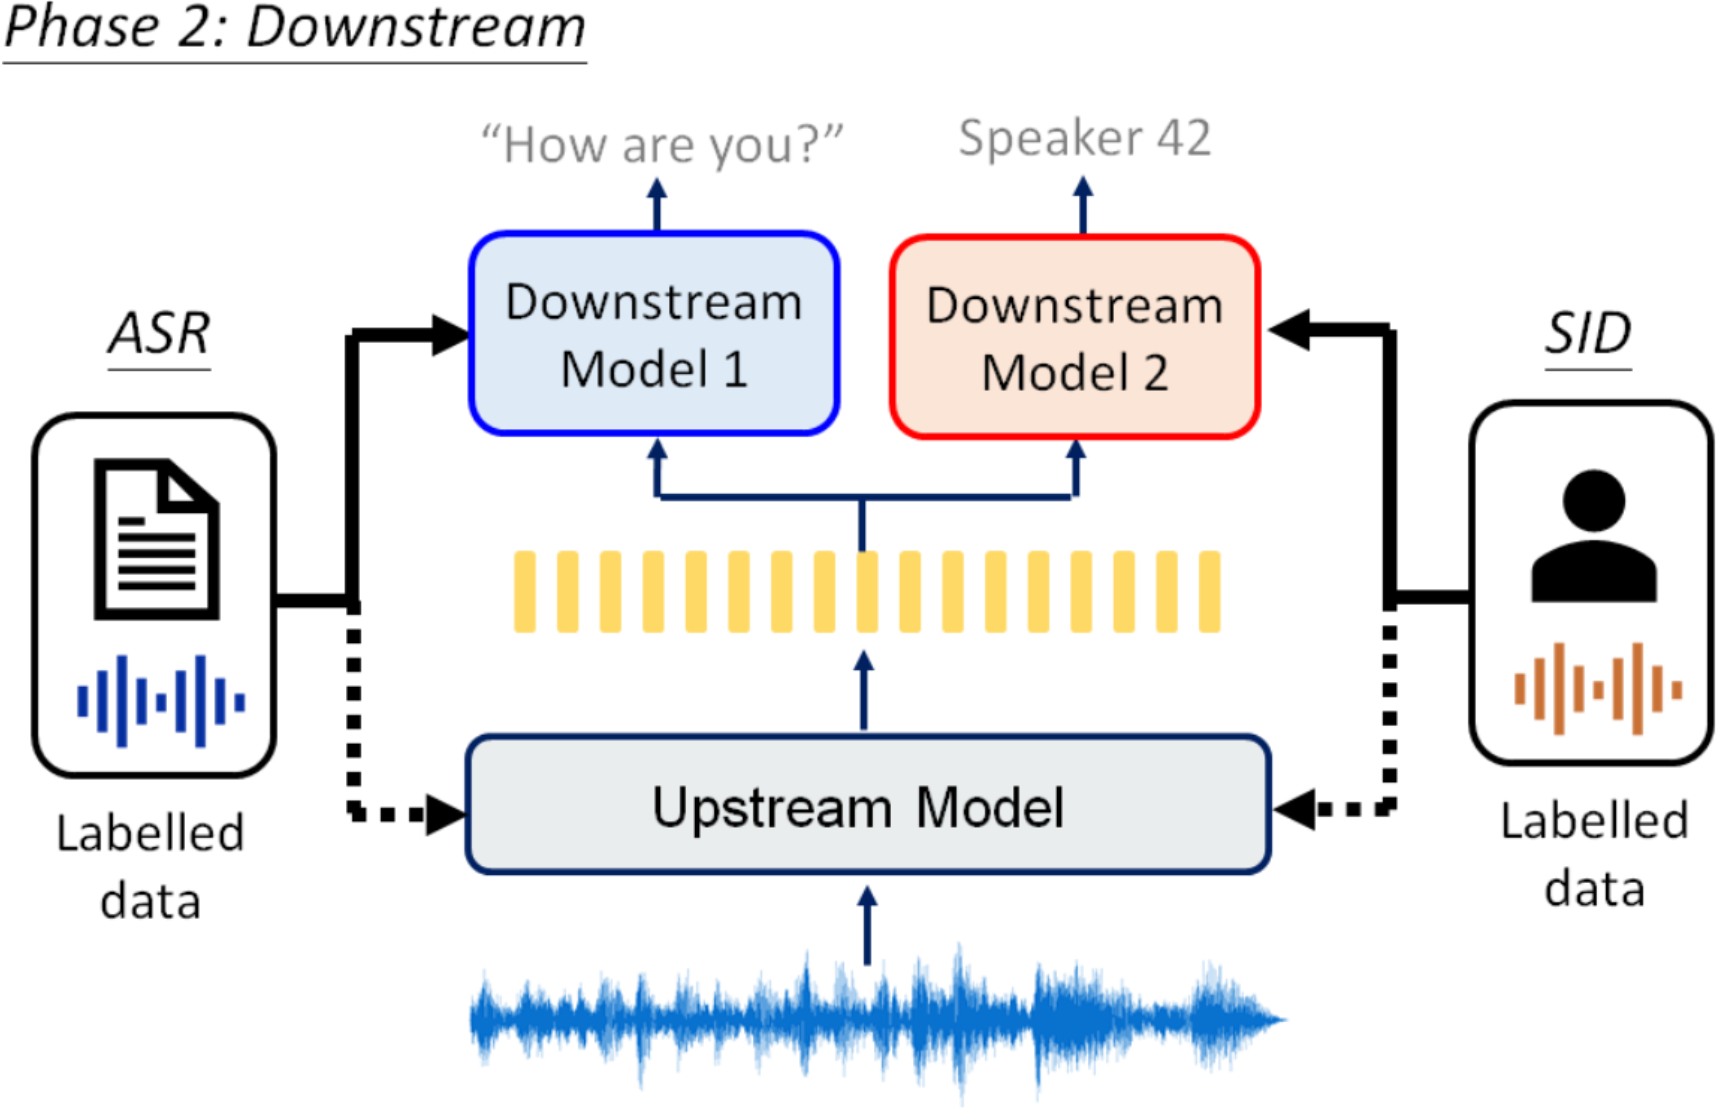 Phase 2: Downstream
“How are you?”
Speaker 42
Downstream
Model 1
Downstream
Model 2
ASR
SID
Labelled
data
Upstream Model
Labelled
data